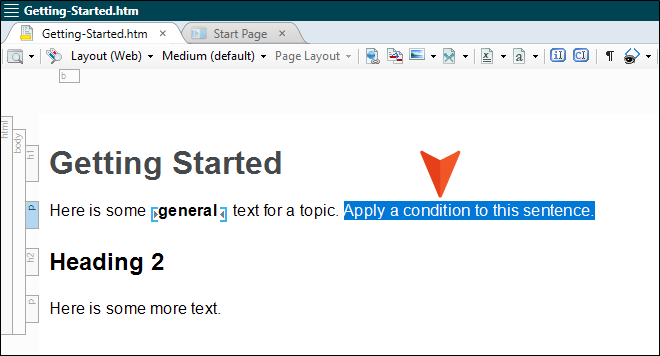 Getting-Started.htm
Getting-Started.htm × Start Page ×
Layout (Web) Medium (default) Page Layout
b
html
body
h1
Getting Started
p
Here is some general text for a topic. Apply a condition to this sentence.
h2
Heading 2
p
Here is some more text.